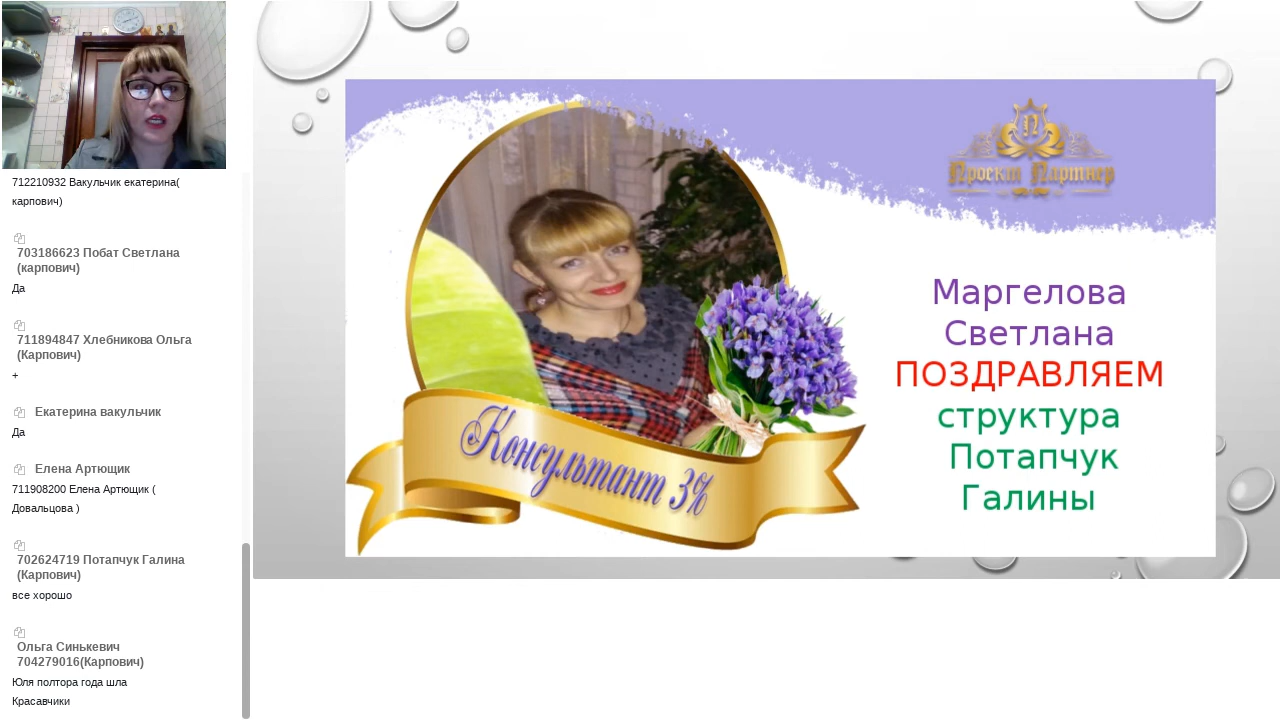 712210932 Вакульчик екатерина(
карпович)
703186623 Побат Светлана
(карпович)
Да
711894847 Хлебникова Ольга
(Карпович)
+
Екатерина вакульчик
Да
Елена Артющик
711908200 Елена Артющик (
Довальцова )
702624719 Потапчук Галина
(Карпович)
все хорошо
Ольга Синькевич
704279016(Карпович)
Юля полтора года шла
Красавчики
П
Проект Партнер
Маргелова
Светлана
ПОЗДРАВЛЯЕМ
структура
Потапчук
Галины
Консультант 3%